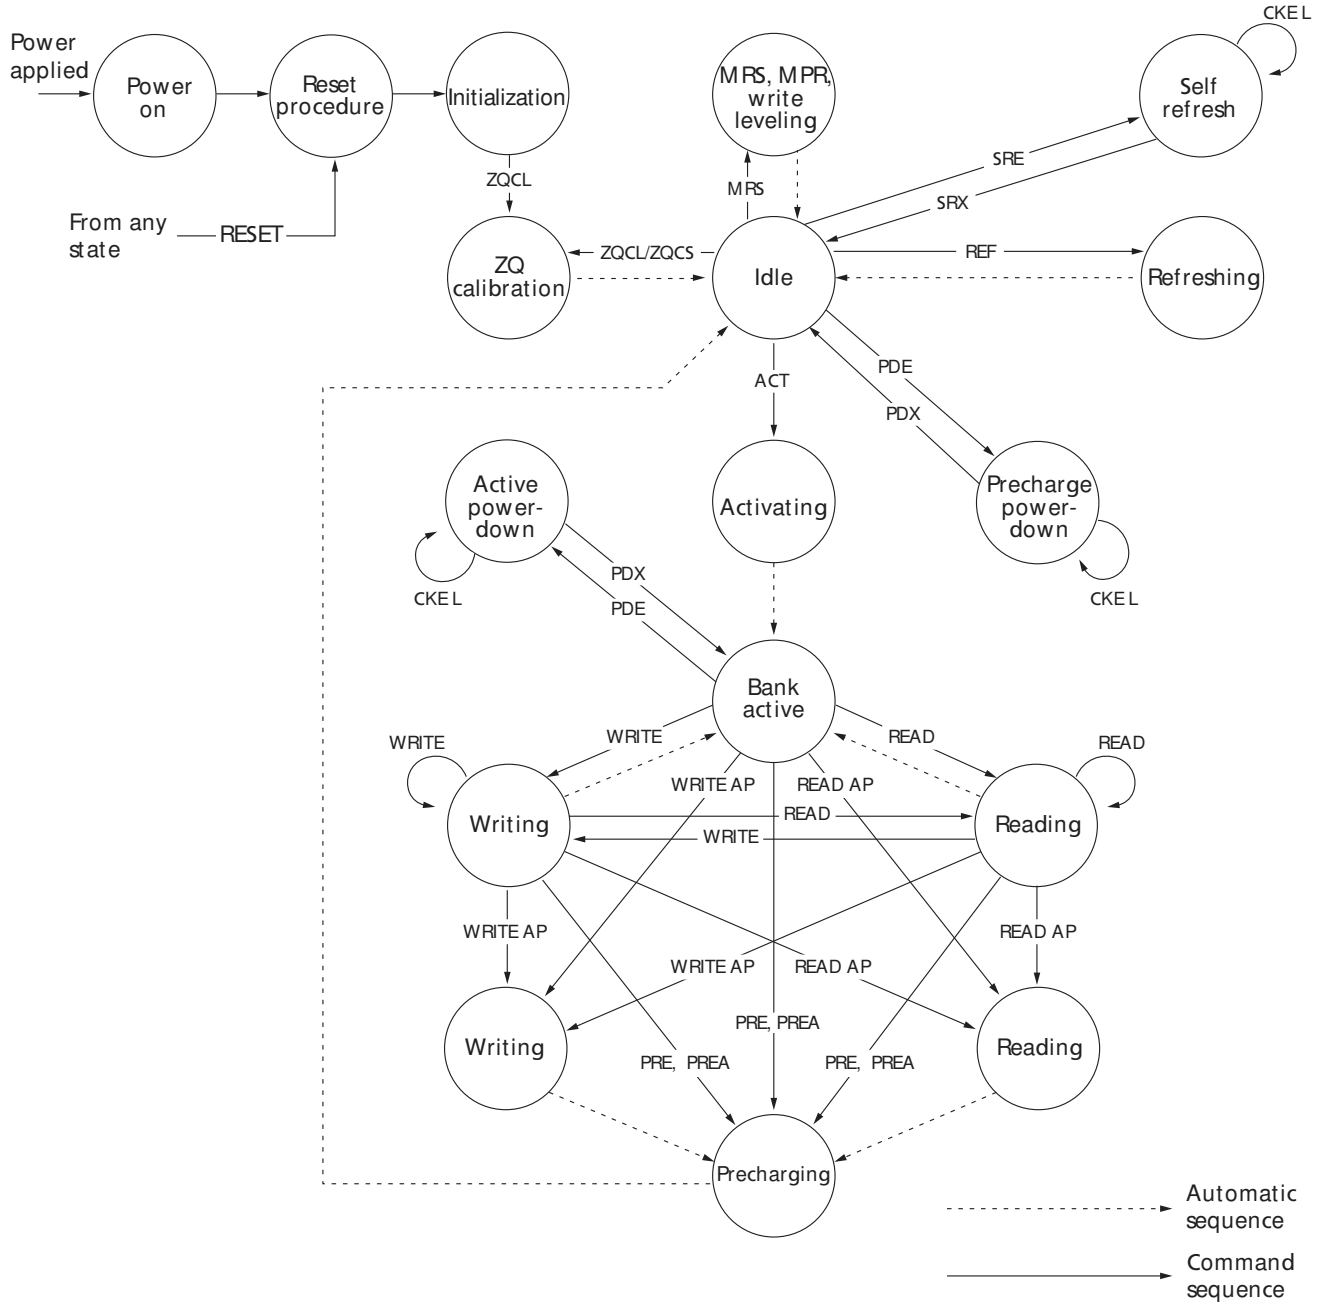 CKE L
Power
applied
Power
on
Reset
procedure
Initialization
MRS, MPR,
write
leveling
Self
refresh
SRE
ZQCL
MRS
SRX
From any
state
RESET
ZQ
calibration
ZQCL/ZQCS
Idle
REF
Refreshing
PDE
ACT
PDX
Active
power-
down
Activating
Precharge
power-
down
PDX
CKE L
PDE
CKE L
Bank
active
WRITE
WRITE
READ
READ
WRITE AP
READ AP
Writing
READ
WRITE
Reading
WRITE AP
READ AP
WRITE AP
READ AP
PRE, PREA
Writing
Reading
PRE, PREA
PRE, PREA
Precharging
Automatic
sequence
Command
sequence